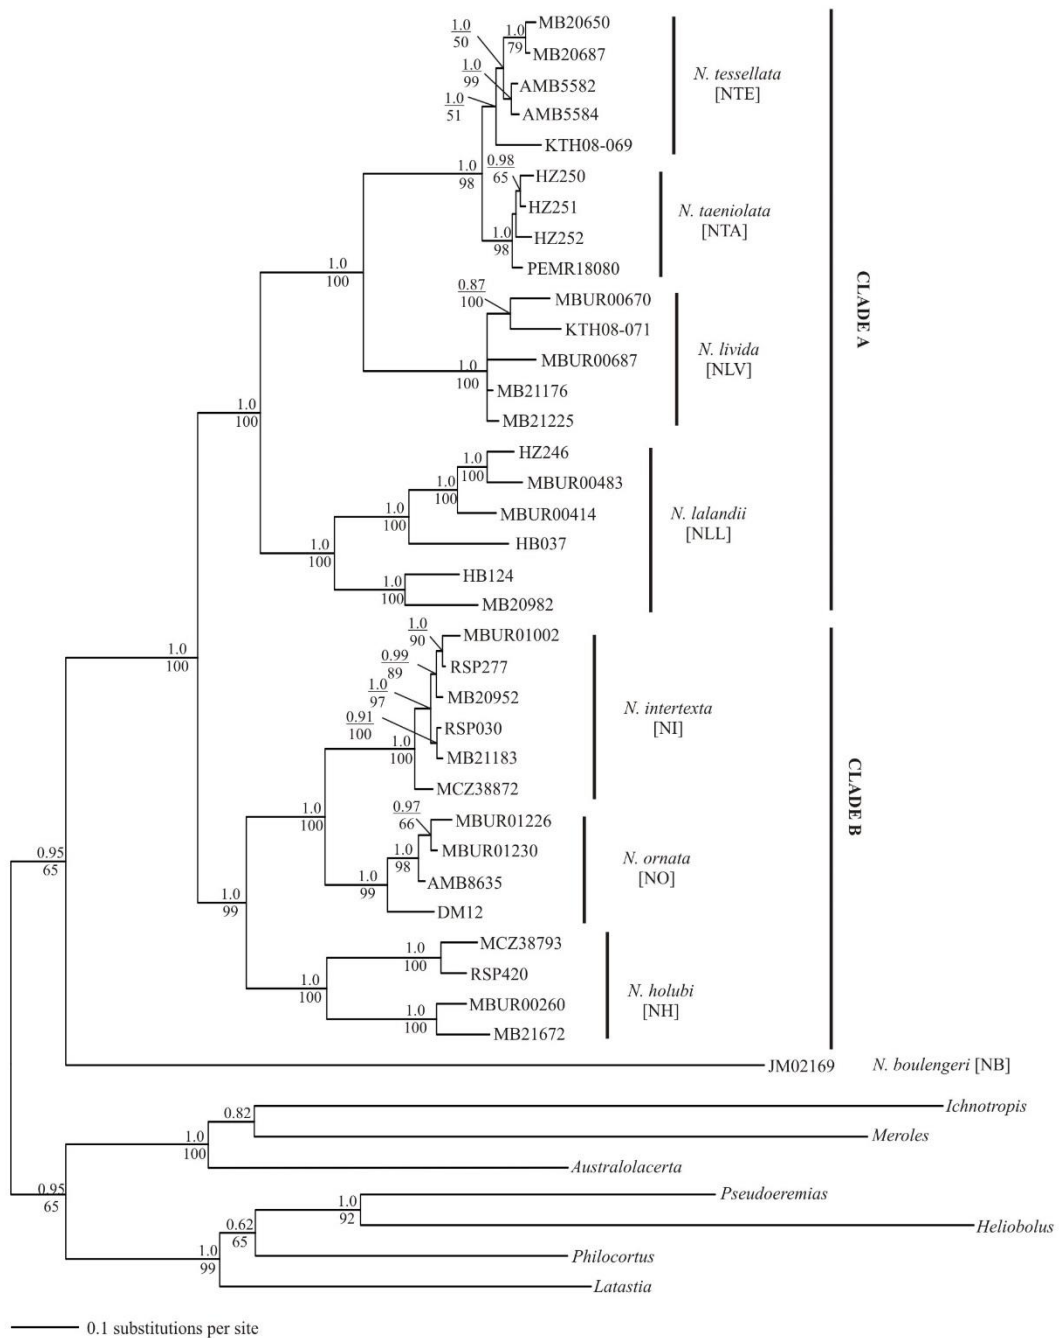 MB20650
1.0
79
MB20687
1.0
50
AMB5582
1.0
99
AMB5584
1.0
51
KTH08-069
N. tessellata
[NTE]
1.0
98
HZ250
0.98
65
HZ251
HZ252
1.0
98
PEMR18080
N. taeniolata
[NTA]
1.0
100
MBUR00670
0.87
100
KTH08-071
MBUR00687
1.0
100
MB21176
MB21225
N. livida
[NLV]
CLADE A
1.0
100
HZ246
1.0
100
MBUR00483
1.0
100
MBUR00414
1.0
100
HB037
1.0
100
HB124
1.0
100
MB20982
N. lalandii
[NLL]
1.0
100
MBUR01002
1.0
90
RSP277
0.99
89
MB20952
1.0
97
RSP030
0.91
100
MB21183
1.0
100
MCZ38872
N. intertexta
[NI]
CLADE B
1.0
100
MBUR01226
0.97
66
MBUR01230
1.0
98
AMB8635
1.0
99
DM12
N. ornata
[NO]
1.0
99
MCZ38793
1.0
100
RSP420
1.0
100
MBUR00260
1.0
100
MB21672
N. holubi
[NH]
0.95
65
JM02169
N. boulengeri [NB]
Ichnotropis
0.82
Meroles
1.0
100
Australolacerta
0.95
65
Pseudoeremias
1.0
92
Heliobolus
0.62
65
Philocortus
1.0
99
Latastia
0.1 substitutions per site